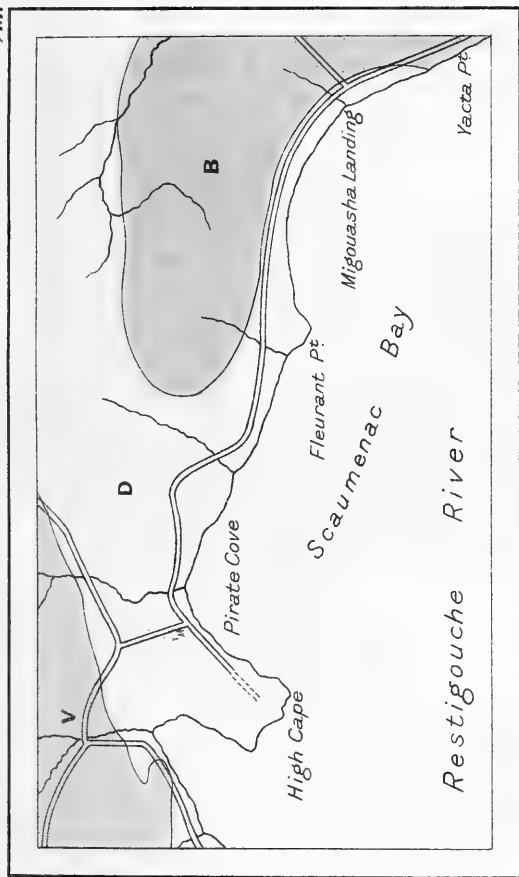 V
D
B
High Cape
Pirate Cove
Fleurant Pt.
Migouasha Landing
Yacta Pt.
Scaumenac Bay
Restigouche River